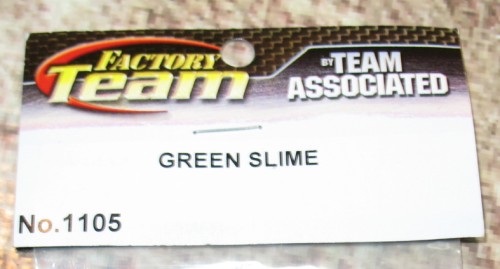 FACTORY
Team
BY TEAM
ASSOCIATED
GREEN SLIME
No.1105